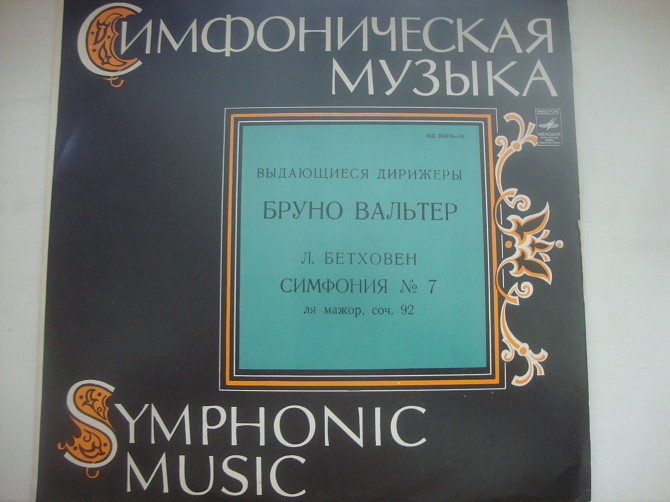 СИМФОНИЧЕСКАЯ
МУЗЫКА
ВЫДАЮЩИЕСЯ ДИРИЖЕРЫ
БРУНО ВАЛЬТЕР
Л. БЕТХОВЕН
СИМФОНИЯ № 7
ля мажор, соч. 92
SYMPHONIC
MUSIC